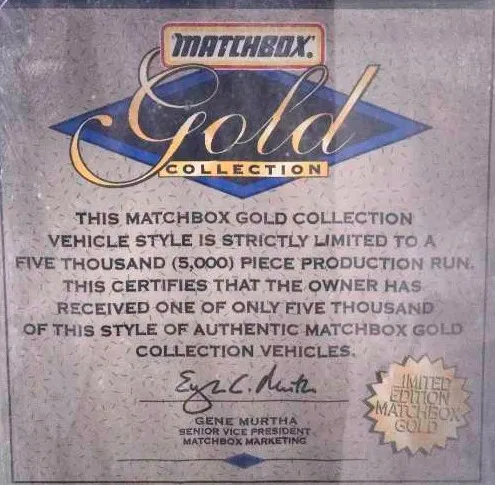 MATCHBOX®
Gold
COLLECTION
THIS MATCHBOX GOLD COLLECTION
VEHICLE STYLE IS STRICTLY LIMITED TO A
FIVE THOUSAND (5,000) PIECE PRODUCTION RUN.
THIS CERTIFIES THAT THE OWNER HAS
RECEIVED ONE OF ONLY FIVE THOUSAND
OF THIS STYLE OF AUTHENTIC MATCHBOX GOLD
COLLECTION VEHICLES.
GENE MURTHA
SENIOR VICE PRESIDENT
MATCHBOX MARKETING
LIMITED
EDITION
MATCHBOX
GOLD